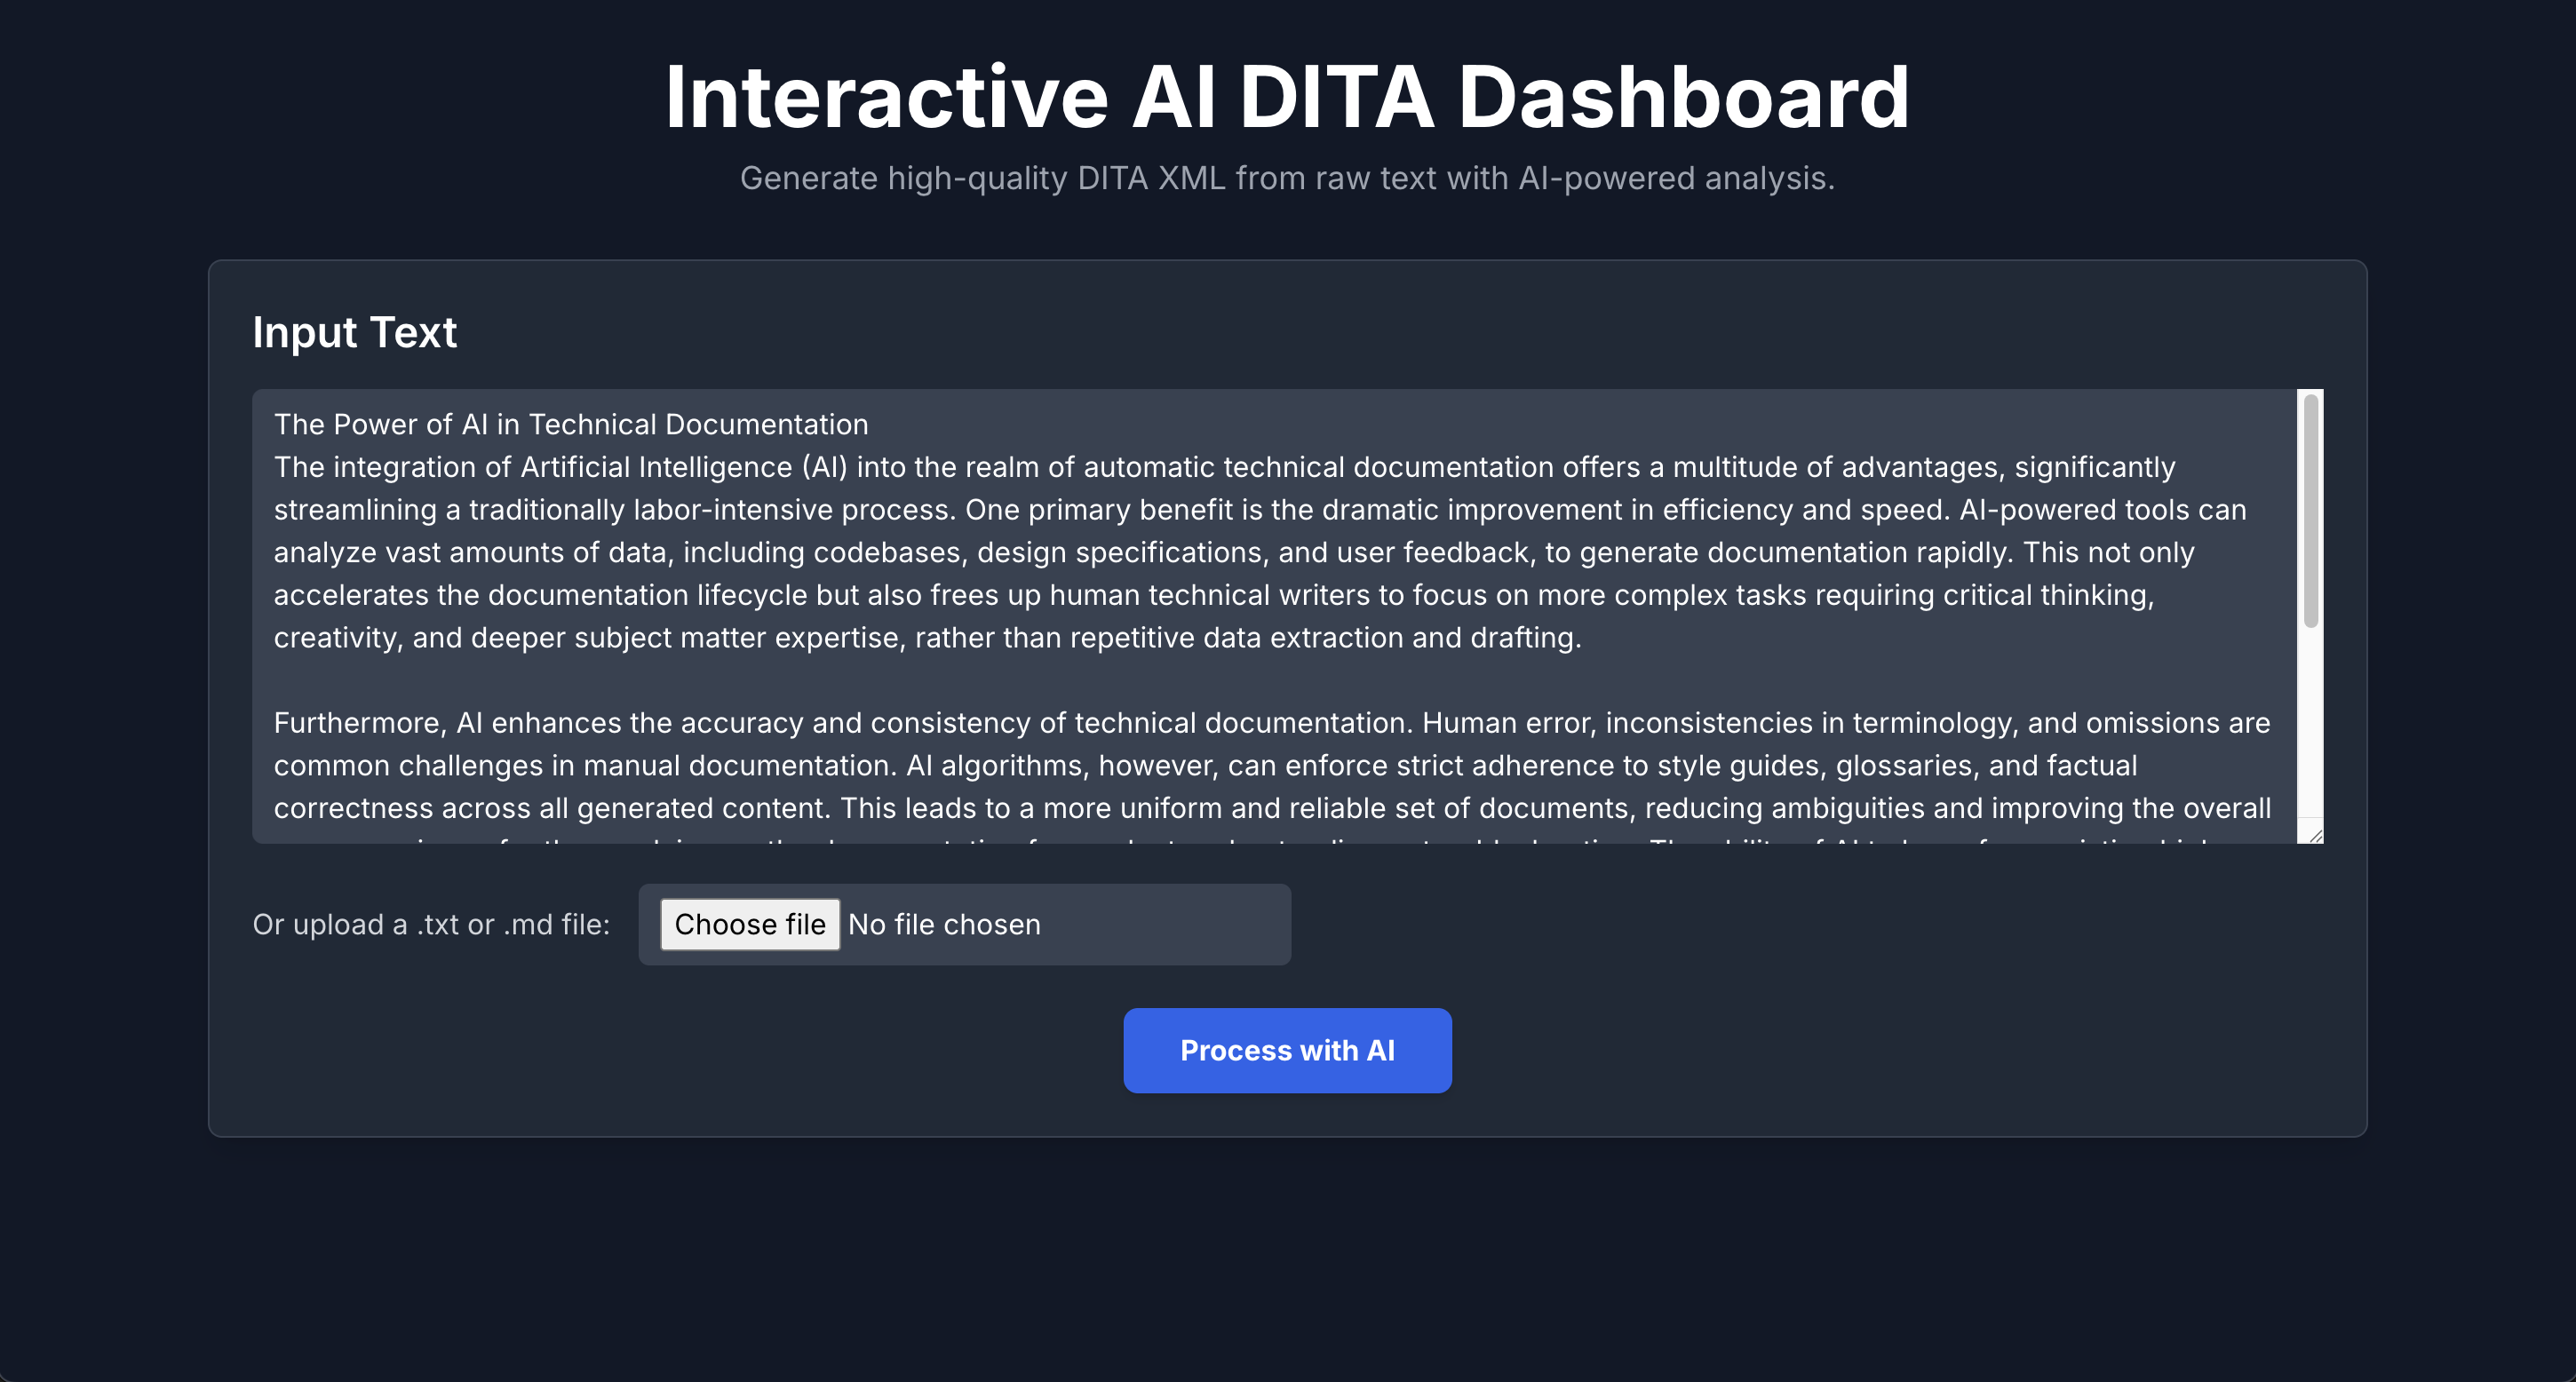 Interactive AI DITA Dashboard
Generate high-quality DITA XML from raw text with AI-powered analysis.
Input Text
The Power of AI in Technical Documentation
The integration of Artificial Intelligence (AI) into the realm of automatic technical documentation offers a multitude of advantages, significantly
streamlining a traditionally labor-intensive process. One primary benefit is the dramatic improvement in efficiency and speed. AI-powered tools can
analyze vast amounts of data, including codebases, design specifications, and user feedback, to generate documentation rapidly. This not only
accelerates the documentation lifecycle but also frees up human technical writers to focus on more complex tasks requiring critical thinking,
creativity, and deeper subject matter expertise, rather than repetitive data extraction and drafting.
Furthermore, AI enhances the accuracy and consistency of technical documentation. Human error, inconsistencies in terminology, and omissions are
common challenges in manual documentation. AI algorithms, however, can enforce strict adherence to style guides, glossaries, and factual
correctness across all generated content. This leads to a more uniform and reliable set of documents, reducing ambiguities and improving the overall
Or upload a .txt or .md file:
Choose file No file chosen
Process with AI